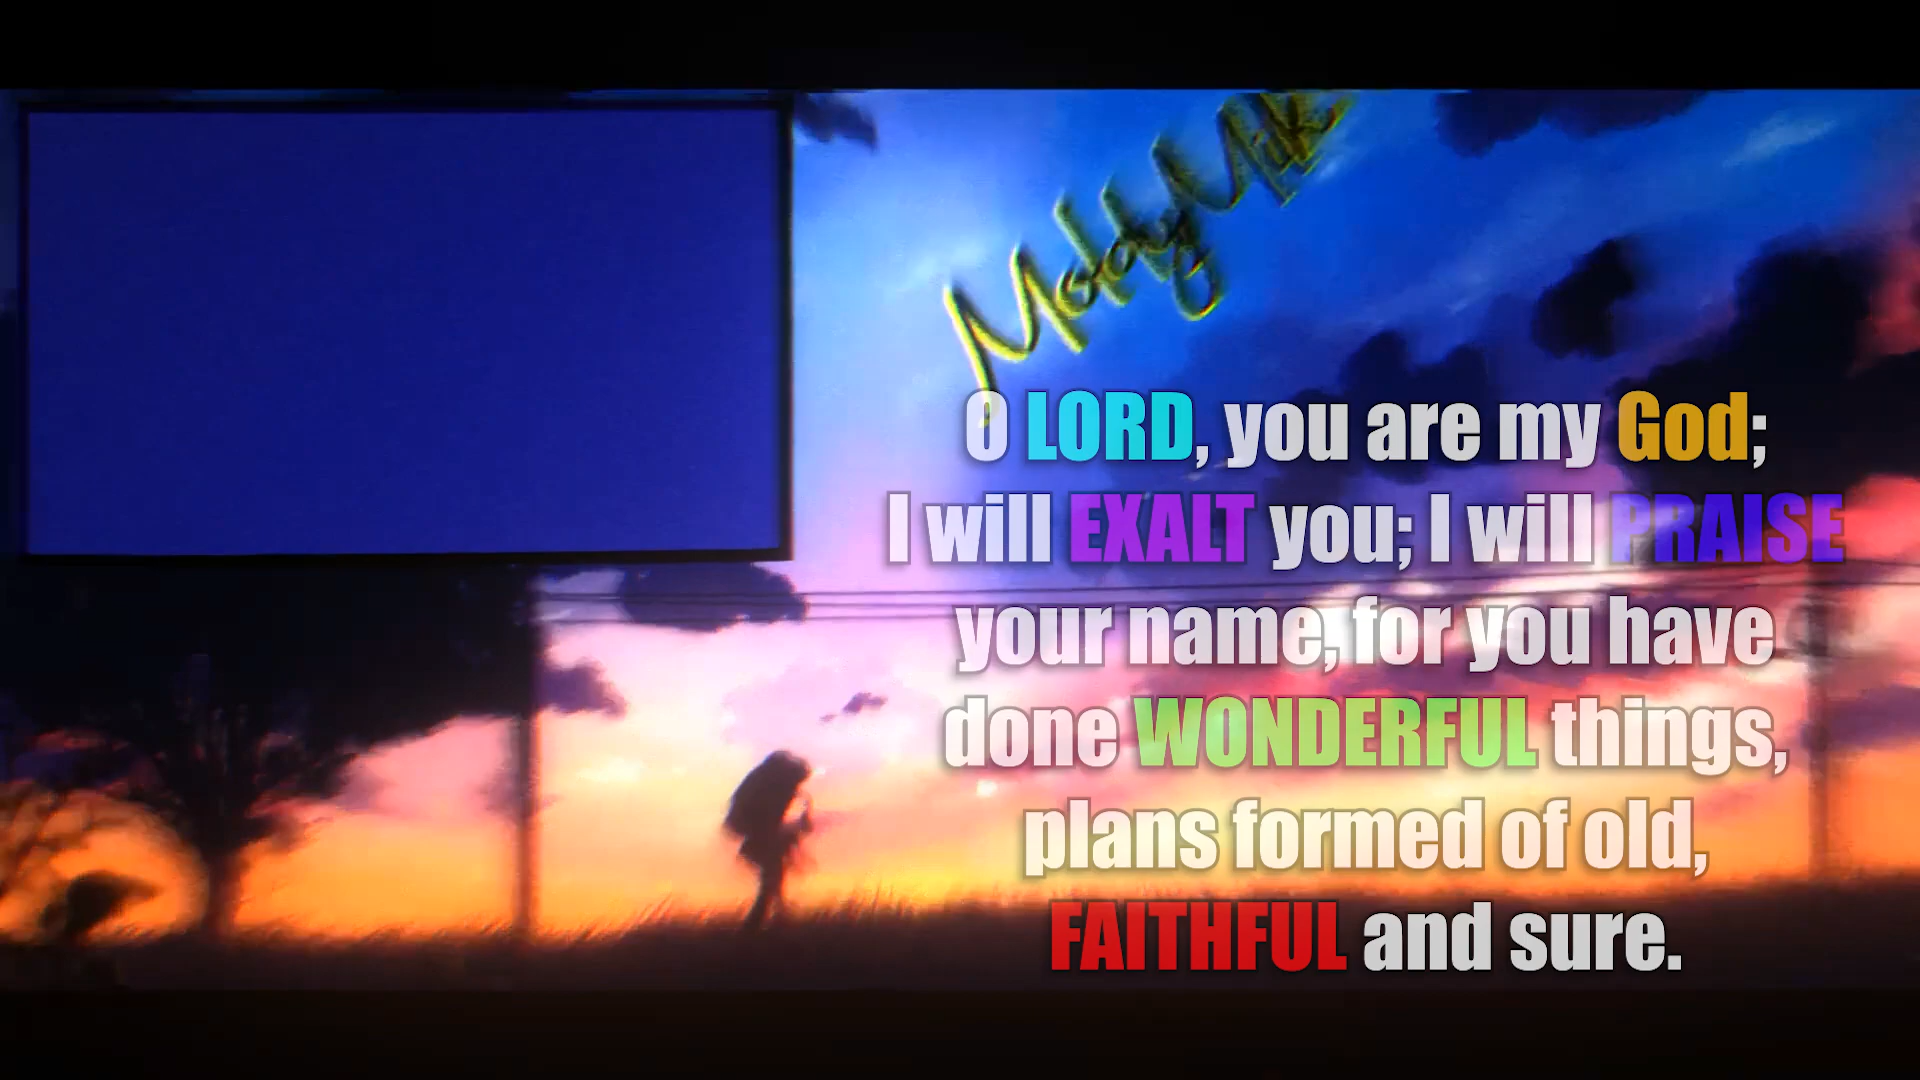 MoldyMilk
O LORD, you are my God;
I will EXALT you; I will PRAISE
your name, for you have
done WONDERFUL things,
plans formed of old,
FAITHFUL and sure.